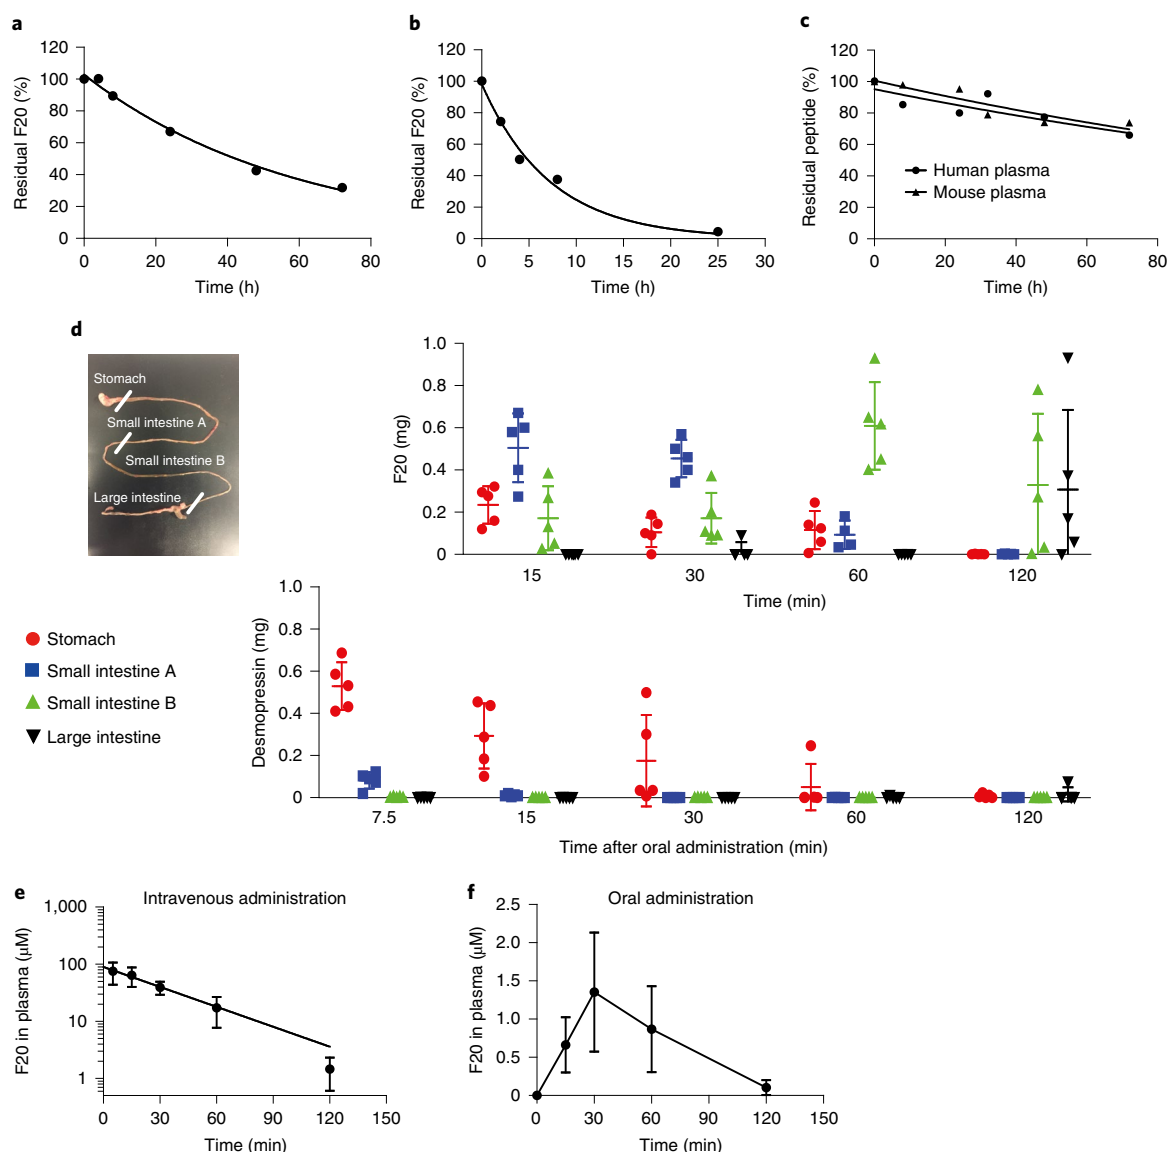 a
120
100
80
60
40
20
0
Residual F20 (%)
0 20 40 60 80
Time (h)
b
120
100
80
60
40
20
0
Residual F20 (%)
0 5 10 15 20 25 30
Time (h)
c
120
100
80
60
40
20
0
Residual peptide (%)
Human plasma
Mouse plasma
0 20 40 60 80
Time (h)
d
Stomach
Small intestine A
Small intestine B
Large intestine
1.0
0.8
0.6
0.4
0.2
0
F20 (mg)
15 30 60 120
Time (min)
Stomach
Small intestine A
Small intestine B
Large intestine
1.0
0.8
0.6
0.4
0.2
0
Desmopressin (mg)
7.5 15 30 60 120
Time after oral administration (min)
e
Intravenous administration
1,000
100
10
1
F20 in plasma (μM)
0 30 60 90 120 150
Time (min)
f
Oral administration
2.5
2.0
1.5
1.0
0.5
0
F20 in plasma (μM)
0 30 60 90 120 150
Time (min)